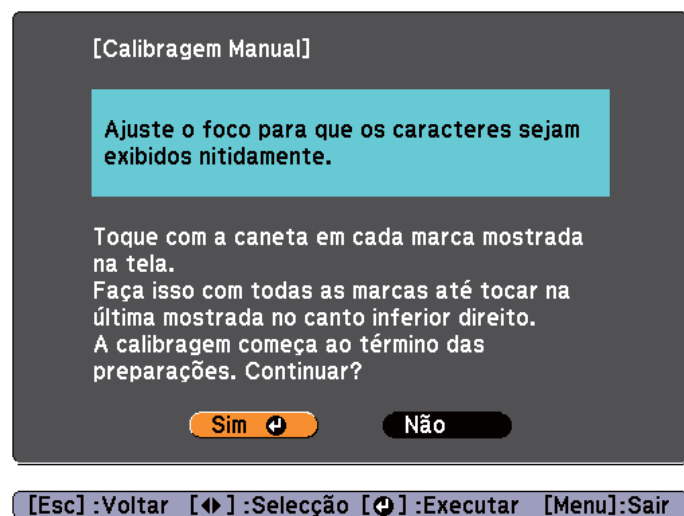 [Calibragem Manual]
Ajuste o foco para que os caracteres sejam
exibidos nitidamente.
Toque com a caneta em cada marca mostrada
na tela.
Faça isso com todas as marcas até tocar na
última mostrada no canto inferior direito.
A calibragem começa ao término das
preparações. Continuar?
Sim Não
[Esc] :Voltar [◆] :Selecção [↵] :Executar [Menu]:Sair